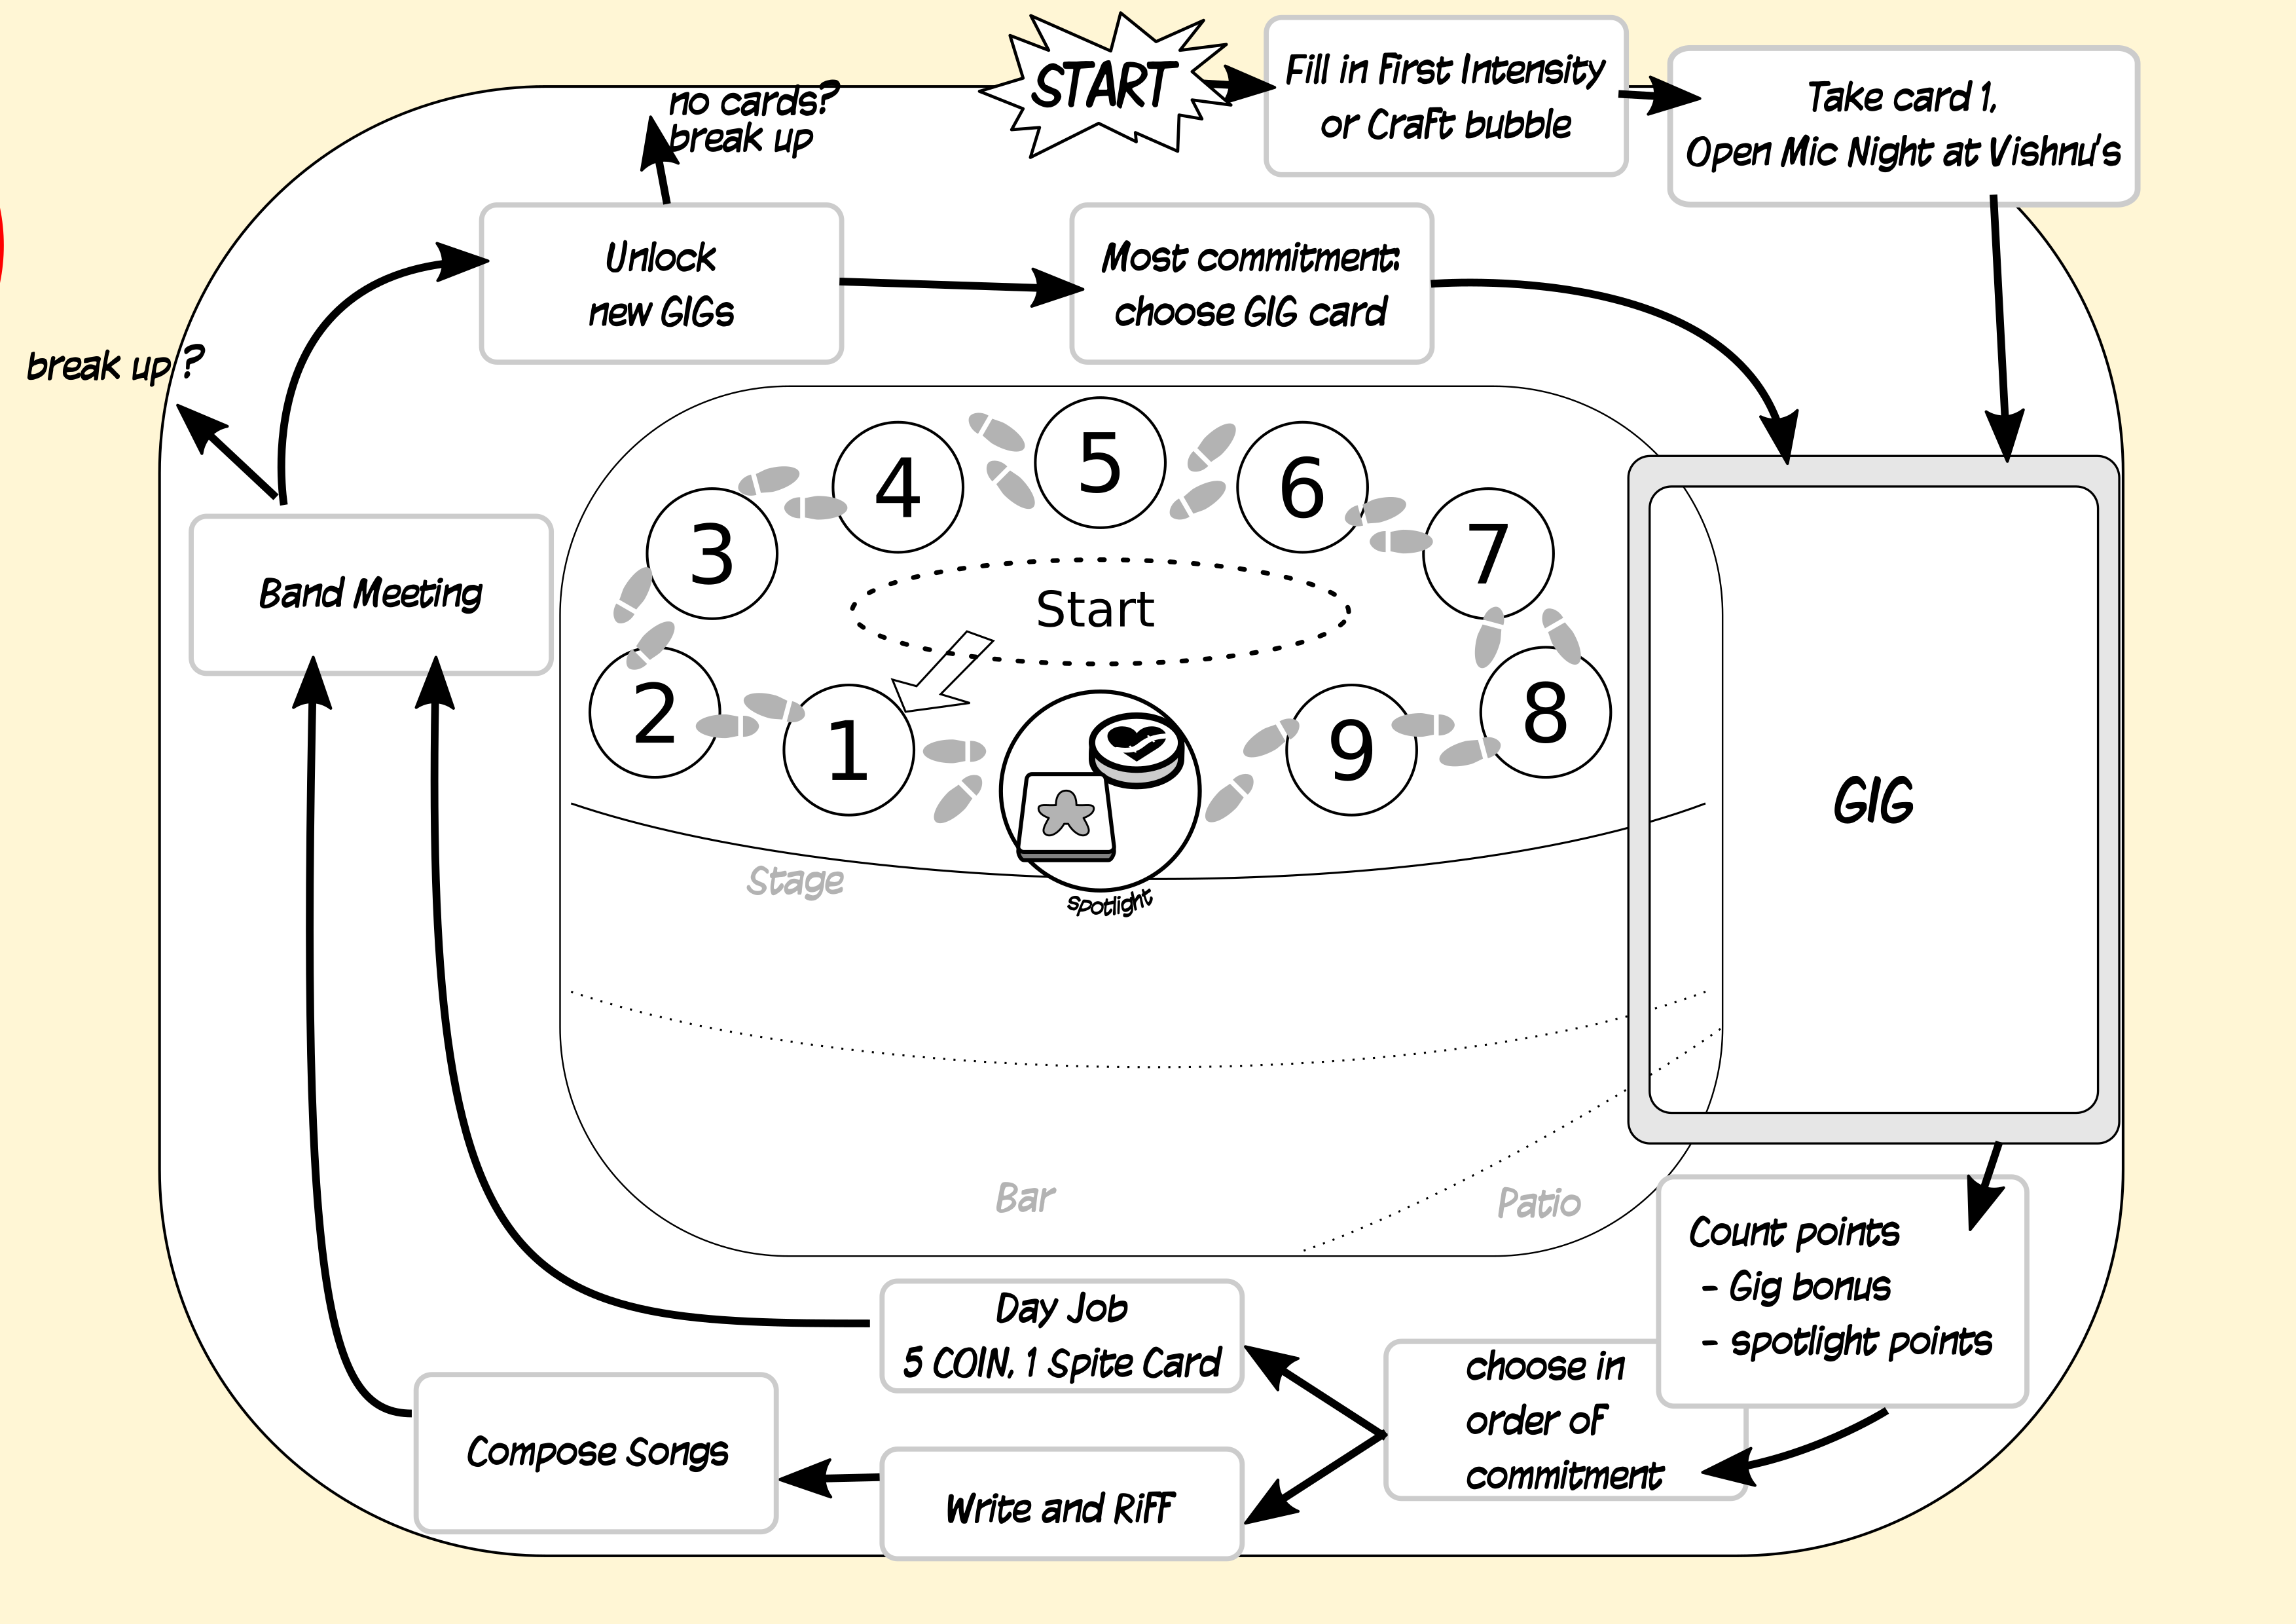 START
Fill in First Intensity
or Craft bubble
Take card 1,
Open Mic Night at Vishnu's
no cards?
break up
Unlock
new GIGs
Most commitment:
choose GIG card
break up ?
Band Meeting
5
4
6
3
7
Start
2
8
1
9
spotlight
Stage
GIG
Bar
Patio
Count points
- Gig bonus
- spotlight points
Day Job
5 COIN, 1 Spite Card
choose in
order of
commitment
Compose Songs
Write and Riff